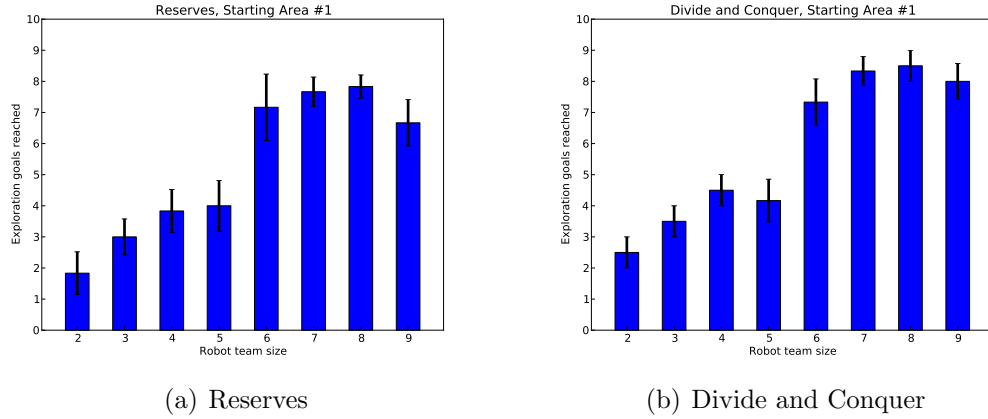 Reserves, Starting Area #1
10
9
8
7
6
5
4
3
2
1
0
Exploration goals reached
2 3 4 5 6 7 8 9
Robot team size
(a) Reserves
Divide and Conquer, Starting Area #1
10
9
8
7
6
5
4
3
2
1
0
Exploration goals reached
2 3 4 5 6 7 8 9
Robot team size
(b) Divide and Conquer